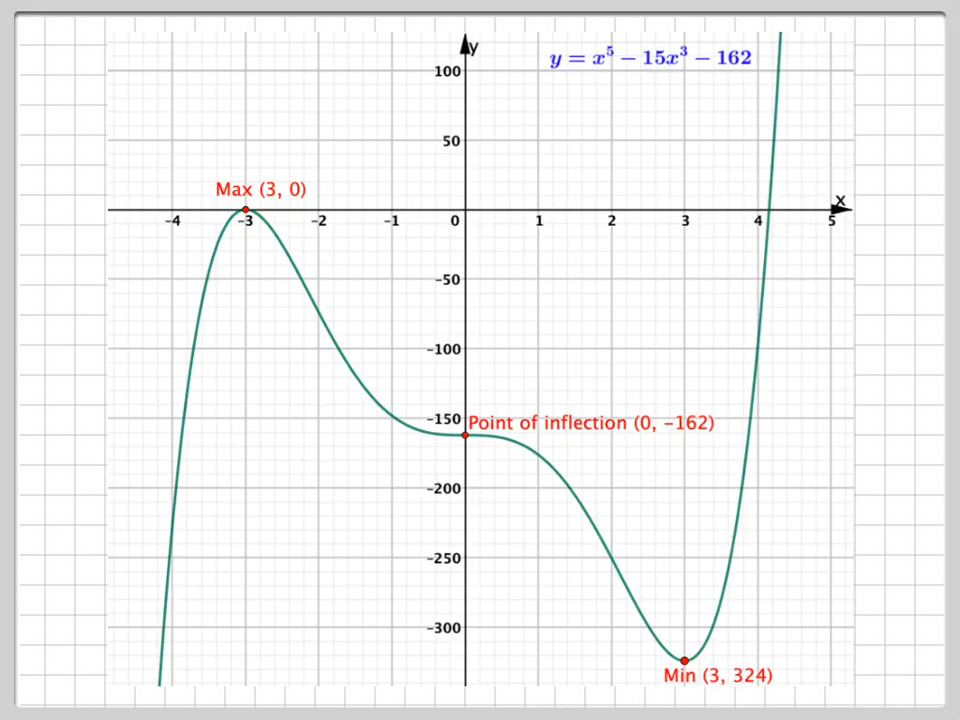 y
y = x⁵ − 15x³ − 162
100
50
Max (3, 0)
x
−4 −3 −2 −1 0 1 2 3 4 5
−50
−100
−150
Point of inflection (0, −162)
−200
−250
−300
Min (3, 324)